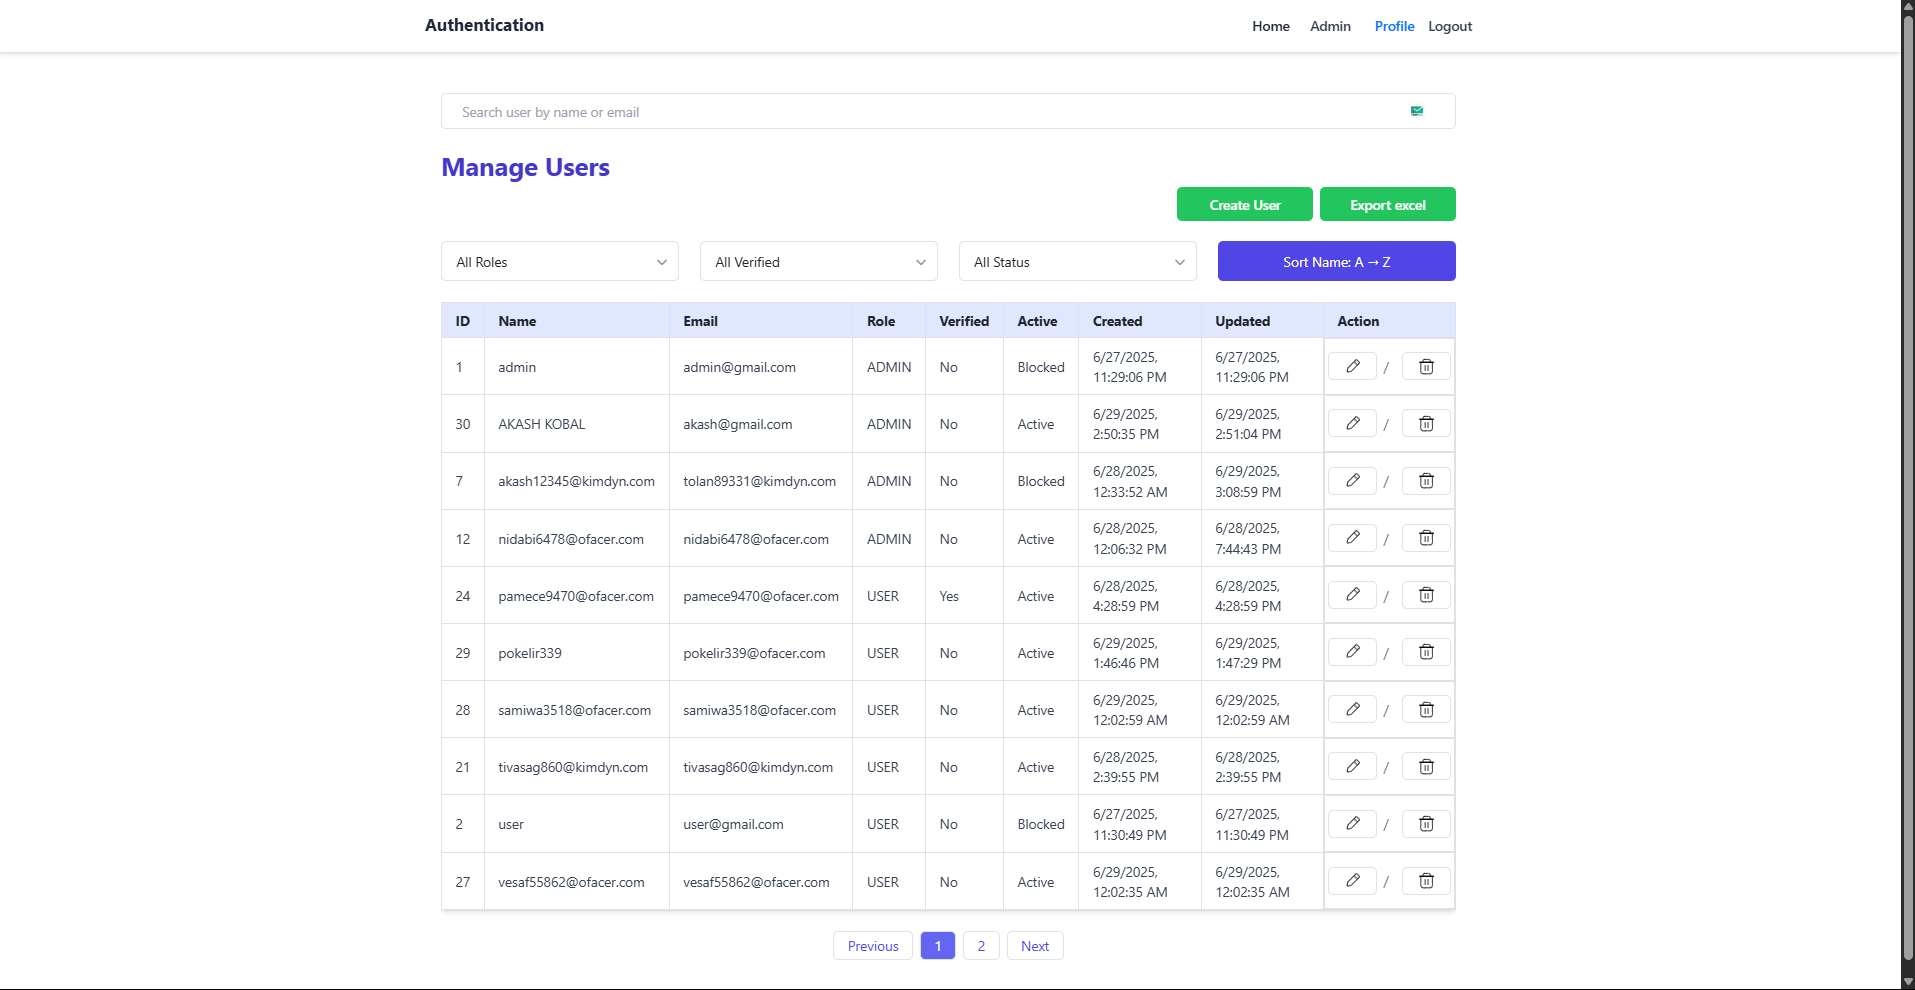 Authentication
Home Admin Profile Logout
Search user by name or email
Manage Users
Create User Export excel
All Roles All Verified All Status Sort Name: A → Z
ID Name Email Role Verified Active Created Updated Action
1 admin admin@gmail.com ADMIN No Blocked 6/27/2025, 11:29:06 PM 6/27/2025, 11:29:06 PM /
30 AKASH KOBAL akash@gmail.com ADMIN No Active 6/29/2025, 2:50:35 PM 6/29/2025, 2:51:04 PM /
7 akash12345@kimdyn.com tolan89331@kimdyn.com ADMIN No Blocked 6/28/2025, 12:33:52 AM 6/29/2025, 3:08:59 PM /
12 nidabi6478@ofacer.com nidabi6478@ofacer.com ADMIN No Active 6/28/2025, 12:06:32 PM 6/28/2025, 7:44:43 PM /
24 pamece9470@ofacer.com pamece9470@ofacer.com USER Yes Active 6/28/2025, 4:28:59 PM 6/28/2025, 4:28:59 PM /
29 pokelir339 pokelir339@ofacer.com USER No Active 6/29/2025, 1:46:46 PM 6/29/2025, 1:47:29 PM /
28 samiwa3518@ofacer.com samiwa3518@ofacer.com USER No Active 6/29/2025, 12:02:59 AM 6/29/2025, 12:02:59 AM /
21 tivasag860@kimdyn.com tivasag860@kimdyn.com USER No Active 6/28/2025, 2:39:55 PM 6/28/2025, 2:39:55 PM /
2 user user@gmail.com USER No Blocked 6/27/2025, 11:30:49 PM 6/27/2025, 11:30:49 PM /
27 vesaf55862@ofacer.com vesaf55862@ofacer.com USER No Active 6/29/2025, 12:02:35 AM 6/29/2025, 12:02:35 AM /
Previous 1 2 Next